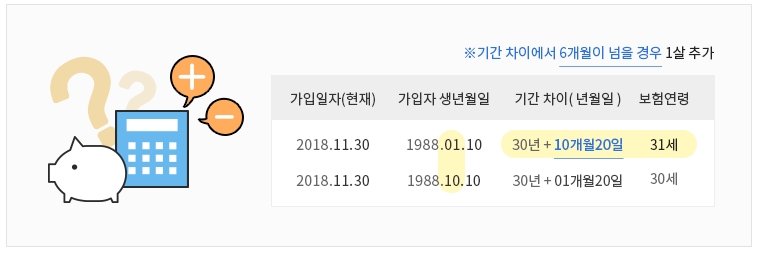 ※기간 차이에서 6개월이 넘을 경우 1살 추가
가입일자(현재) 가입자 생년월일 기간 차이( 년월일 ) 보험연령
2018.11.30 1988.01.10 30년 + 10개월20일 31세
2018.11.30 1988.10.10 30년 + 01개월20일 30세